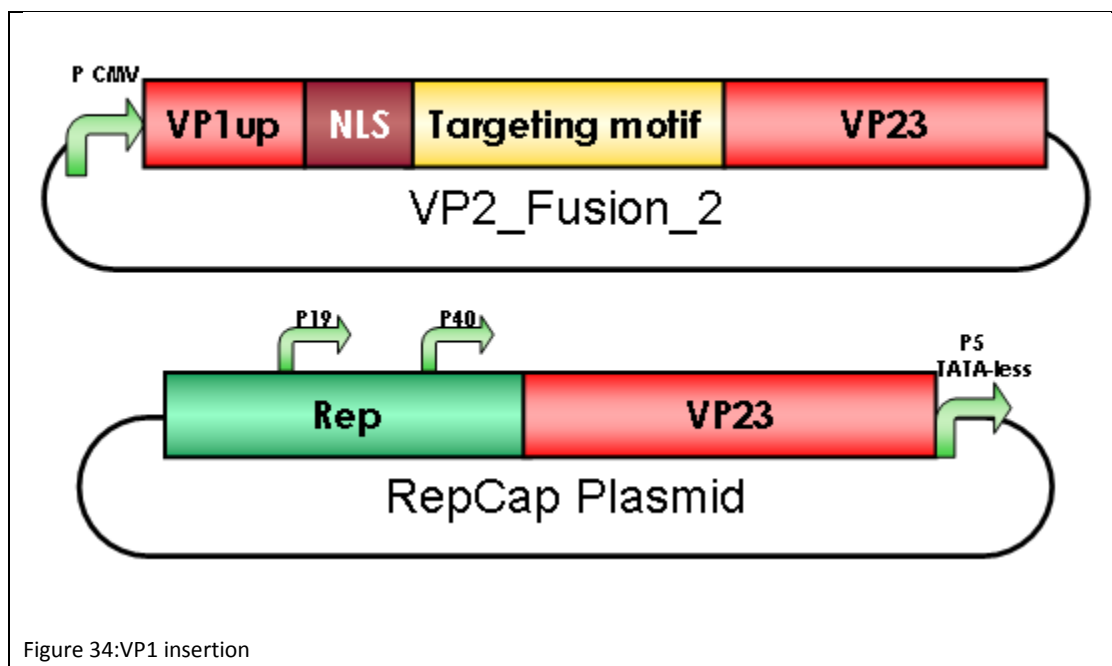 P CMV
VP1up NLS Targeting motif VP23
VP2_Fusion_2
P19 P40 P5
TATA-less
Rep VP23
RepCap Plasmid
Figure 34:VP1 insertion